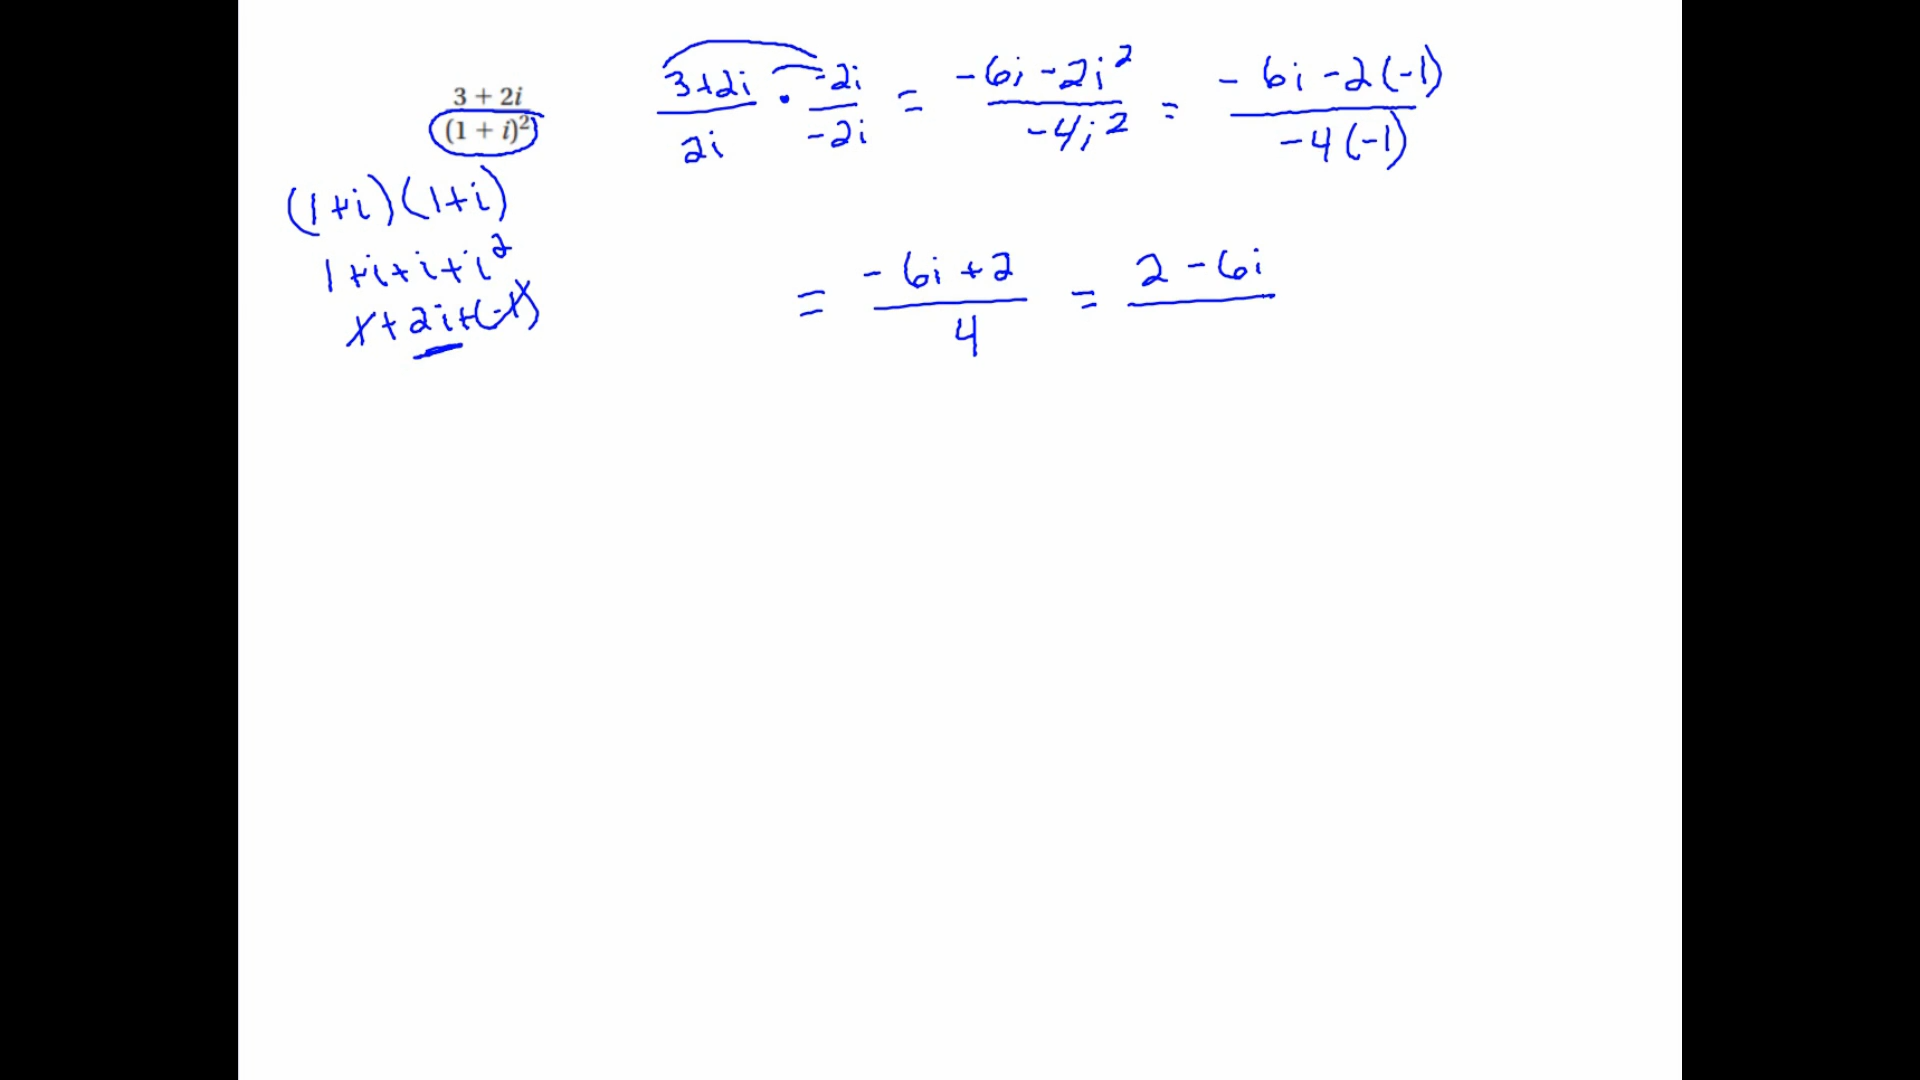 3 + 2i / (1 + i)²
3+2i / 2i · -2i / -2i = -6i -2i² / -4i² = -6i -2(-1) / -4(-1)
(1+i)(1+i)
1+i+i+i²
1+2i+(-1)
= -6i+2 / 4 = 2-6i /